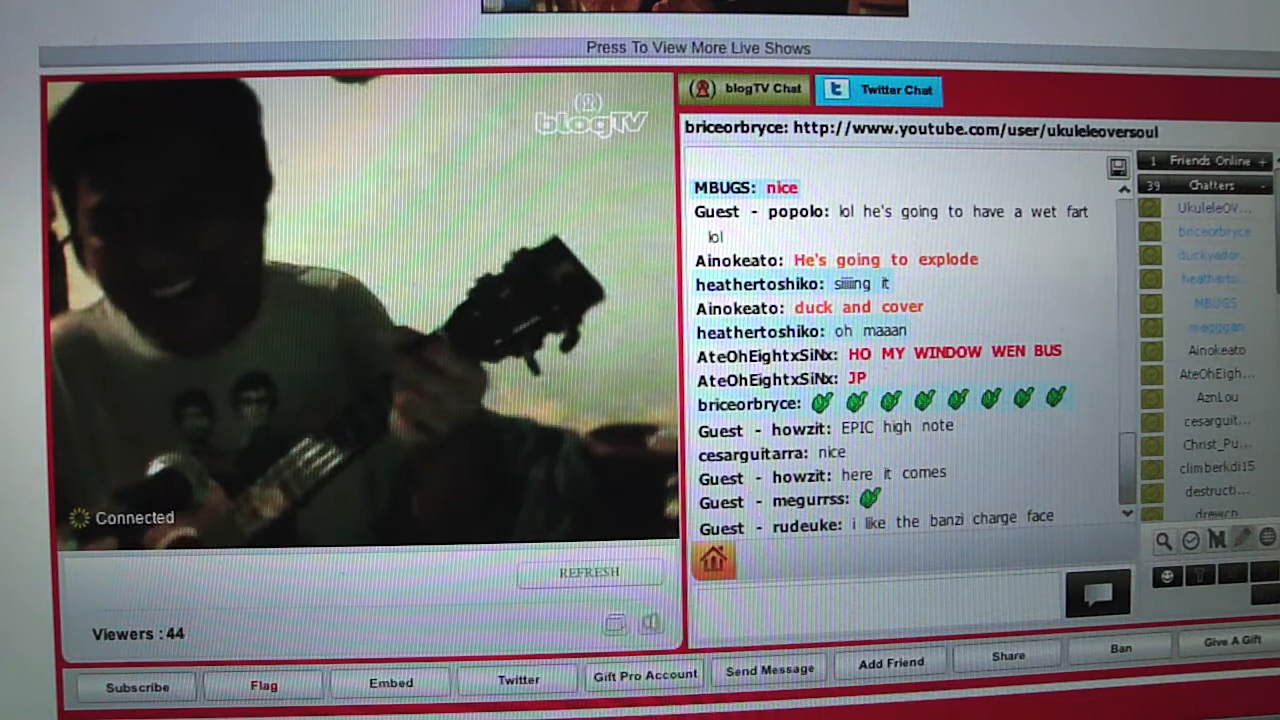 Press To View More Live Shows
blogTV
blogTV Chat
Twitter Chat
briceorbryce: http://www.youtube.com/user/ukuleleoversoul
MBUGS: nice
Guest - popolo: lol he's going to have a wet fart
lol
Ainokeato: He's going to explode
heathertoshiko: siiiiing it
Ainokeato: duck and cover
heathertoshiko: oh maaan
AteOhEightxSiNx: HO MY WINDOW WEN BUS
AteOhEightxSiNx: JP
briceorbryce:
Guest - howzit: EPIC high note
cesarguitarra: nice
Guest - howzit: here it comes
Guest - megurrss:
Guest - rudeuke: i like the banzi charge face
1 Friends Online +
39 Chatters -
UkuleleOV...
briceorbryce
duckyador...
heatherto...
MBUGS
megggan
Ainokeato
AteOhEigh...
AznLou
cesarguit...
Christ_Pu...
climberkdi15
destructi...
Connected
REFRESH
Viewers : 44
Subscribe
Flag
Embed
Twitter
Gift Pro Account
Send Message
Add Friend
Share
Ban
Give A Gift